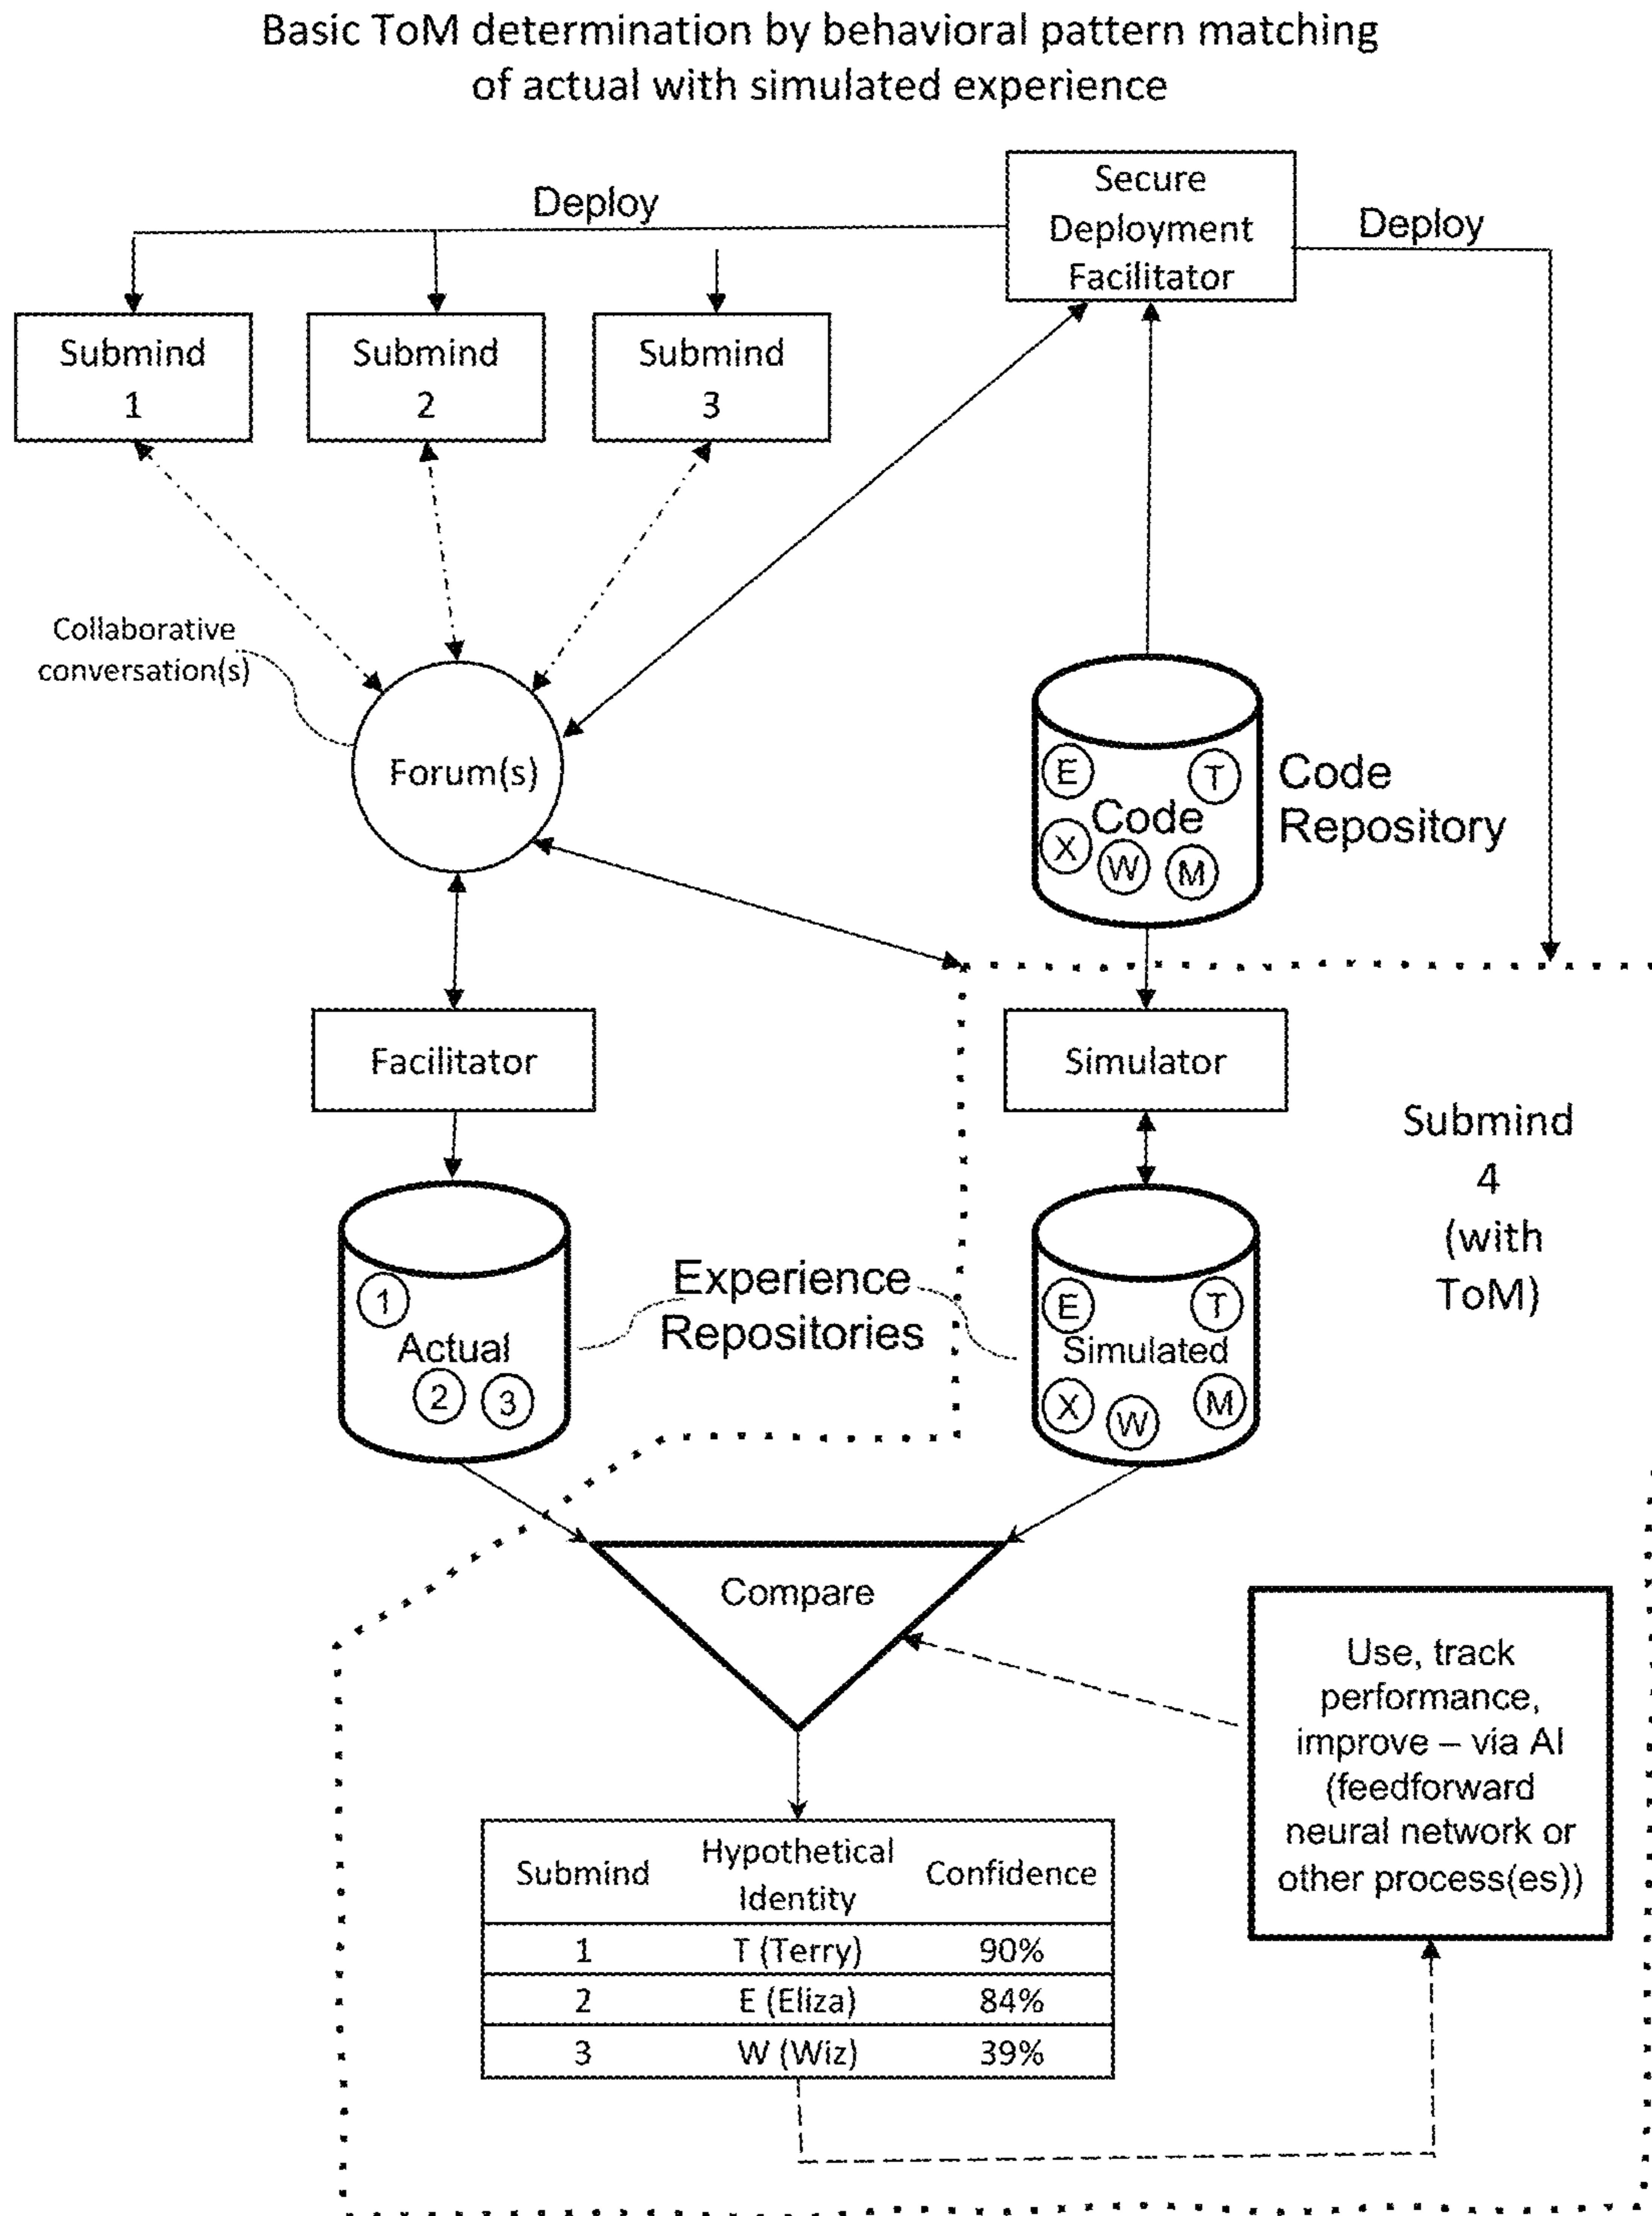 Basic ToM determination by behavioral pattern matching
of actual with simulated experience
Secure
Deployment
Facilitator
Deploy
Deploy
Submind
1
Submind
2
Submind
3
Collaborative
conversation(s)
Forum(s)
E
T
Code
X
W
M
Code
Repository
Facilitator
Simulator
Submind
4
(with
ToM)
1
Actual
2
3
Experience
Repositories
E
T
Simulated
X
W
M
Compare
Use, track
performance,
improve – via AI
(feedforward
neural network or
other process(es))
Submind Hypothetical Identity Confidence
1 T (Terry) 90%
2 E (Eliza) 84%
3 W (Wiz) 39%